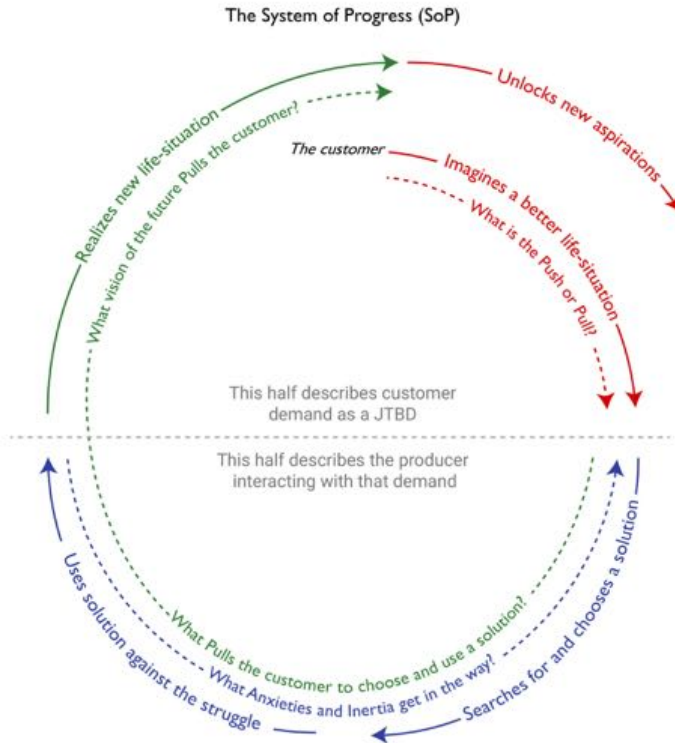 The System of Progress (SoP)
Unlocks new aspirations
Realizes new life-situation
What vision of the future Pulls the customer?
The customer
Imagines a better life-situation
What is the Push or Pull?
This half describes customer
demand as a JTBD
This half describes the producer
interacting with that demand
Searches for and chooses a solution
Uses solution against the struggle
What Pulls the customer to choose and use a solution?
What Anxieties and Inertia get in the way?